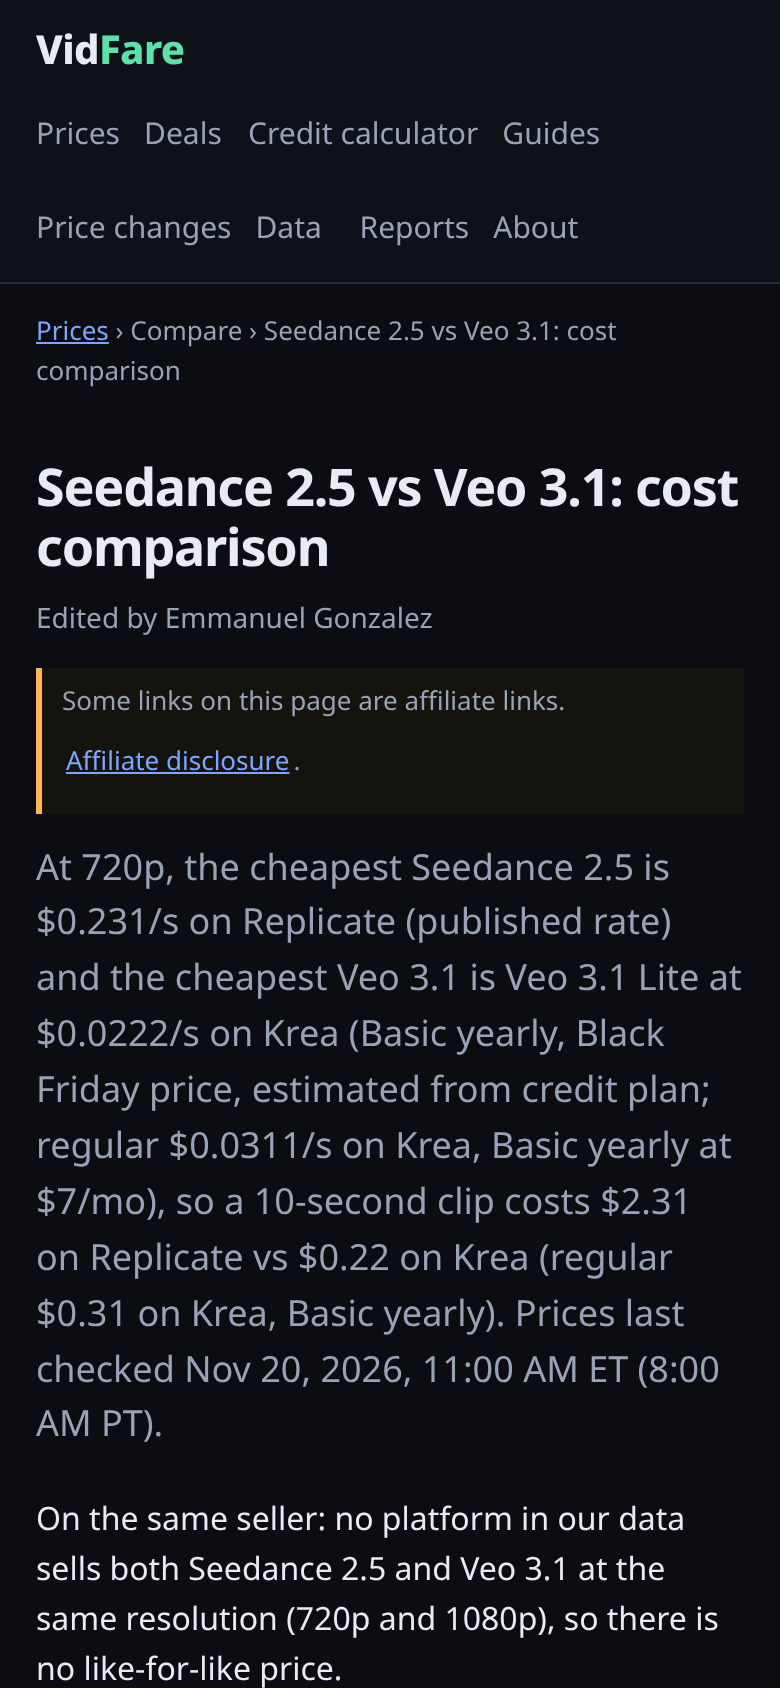 VidFare
Prices Deals Credit calculator Guides
Price changes Data Reports About
Prices › Compare › Seedance 2.5 vs Veo 3.1: cost
comparison
Seedance 2.5 vs Veo 3.1: cost
comparison
Edited by Emmanuel Gonzalez
Some links on this page are affiliate links.
Affiliate disclosure.
At 720p, the cheapest Seedance 2.5 is
$0.231/s on Replicate (published rate)
and the cheapest Veo 3.1 is Veo 3.1 Lite at
$0.0222/s on Krea (Basic yearly, Black
Friday price, estimated from credit plan;
regular $0.0311/s on Krea, Basic yearly at
$7/mo), so a 10-second clip costs $2.31
on Replicate vs $0.22 on Krea (regular
$0.31 on Krea, Basic yearly). Prices last
checked Nov 20, 2026, 11:00 AM ET (8:00
AM PT).
On the same seller: no platform in our data
sells both Seedance 2.5 and Veo 3.1 at the
same resolution (720p and 1080p), so there is
no like-for-like price.